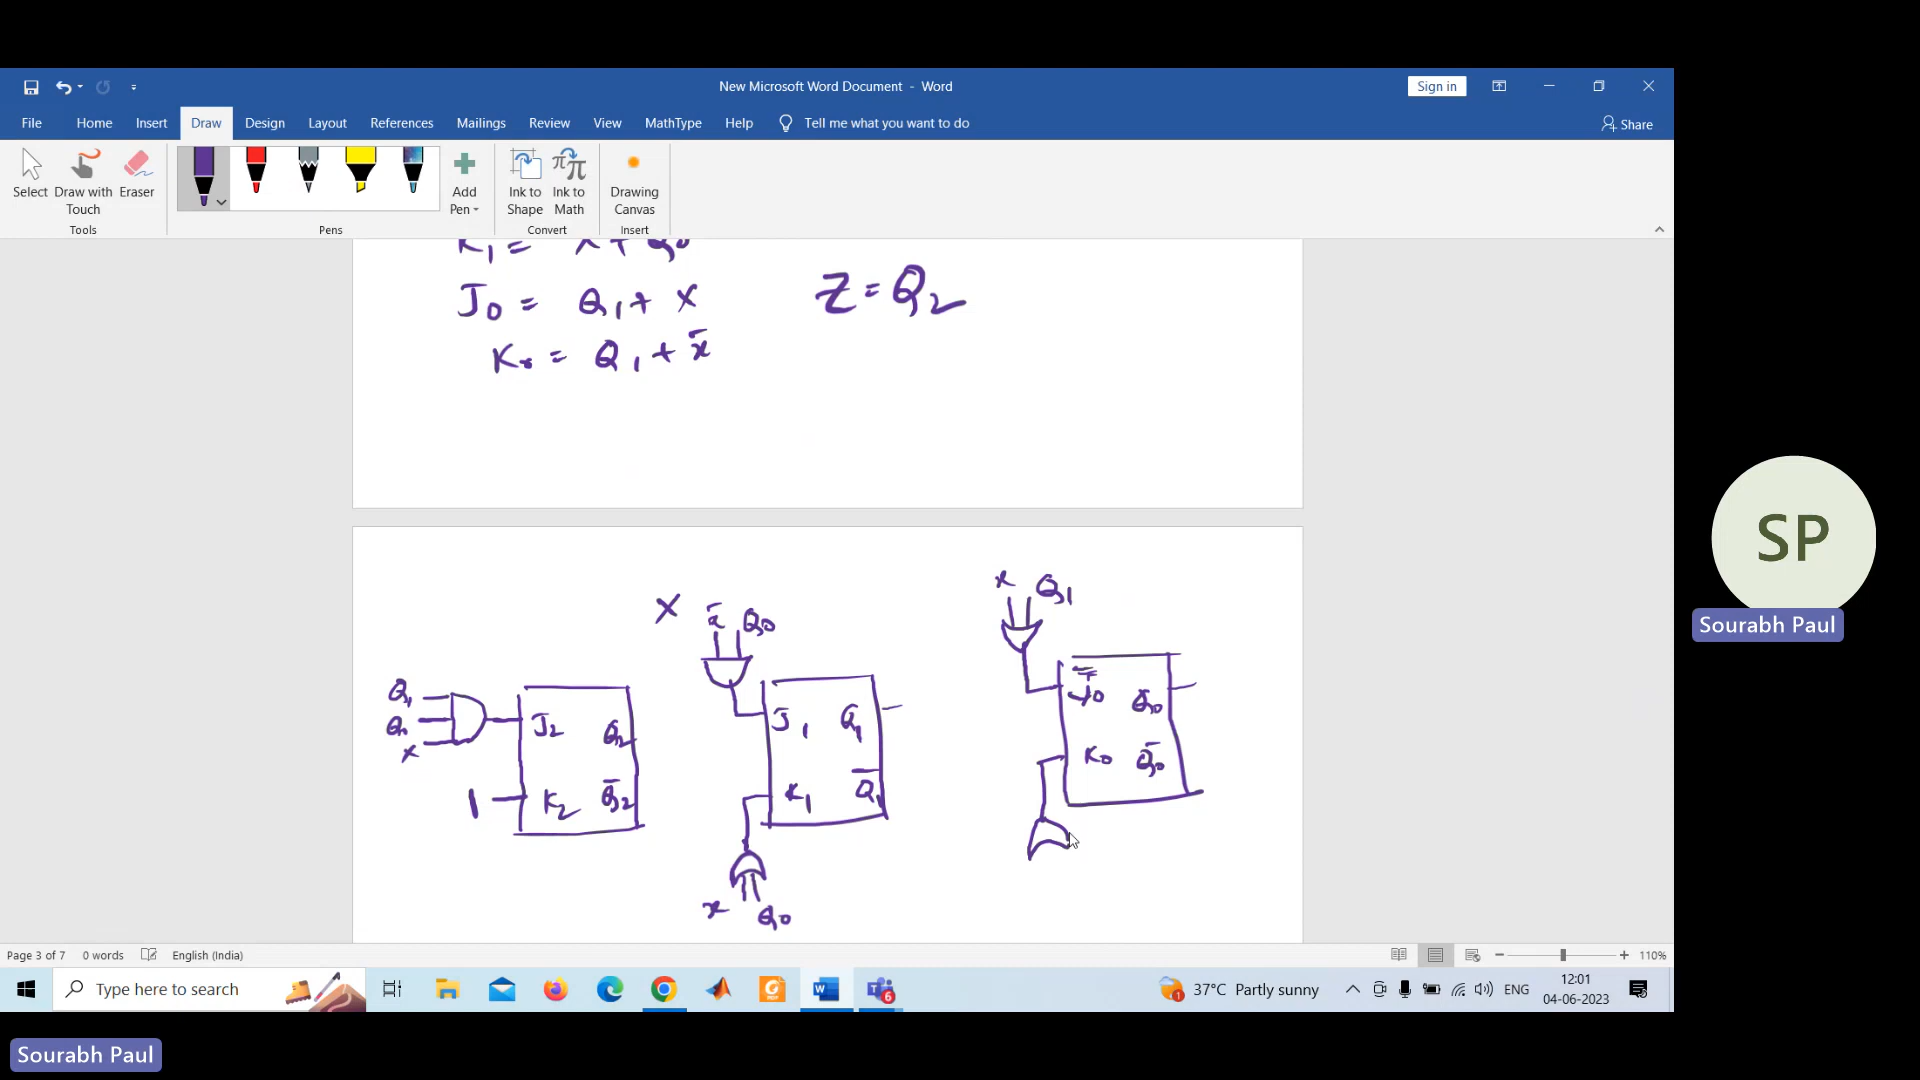 New Microsoft Word Document - Word
Sign in
File Home Insert Draw Design Layout References Mailings Review View MathType Help Tell me what you want to do
Share
Select Draw with Touch Eraser
Add Pen
Ink to Shape Ink to Math
Drawing Canvas
Tools Pens Convert Insert
K1 = x + Q0
J0 = Q1 + X
Z = Q2
K0 = Q1 + x̄
x Q1
X x̄ Q0
Q1
Q0
X
J2 Q2
1 K2 Q̄2
J1 Q1
K1 Q̄1
J0 Q0
K0 Q̄0
x Q0
SP
Sourabh Paul
Page 3 of 7 0 words English (India)
110%
Type here to search
6
1
37°C Partly sunny
ENG
12:01
04-06-2023
Sourabh Paul